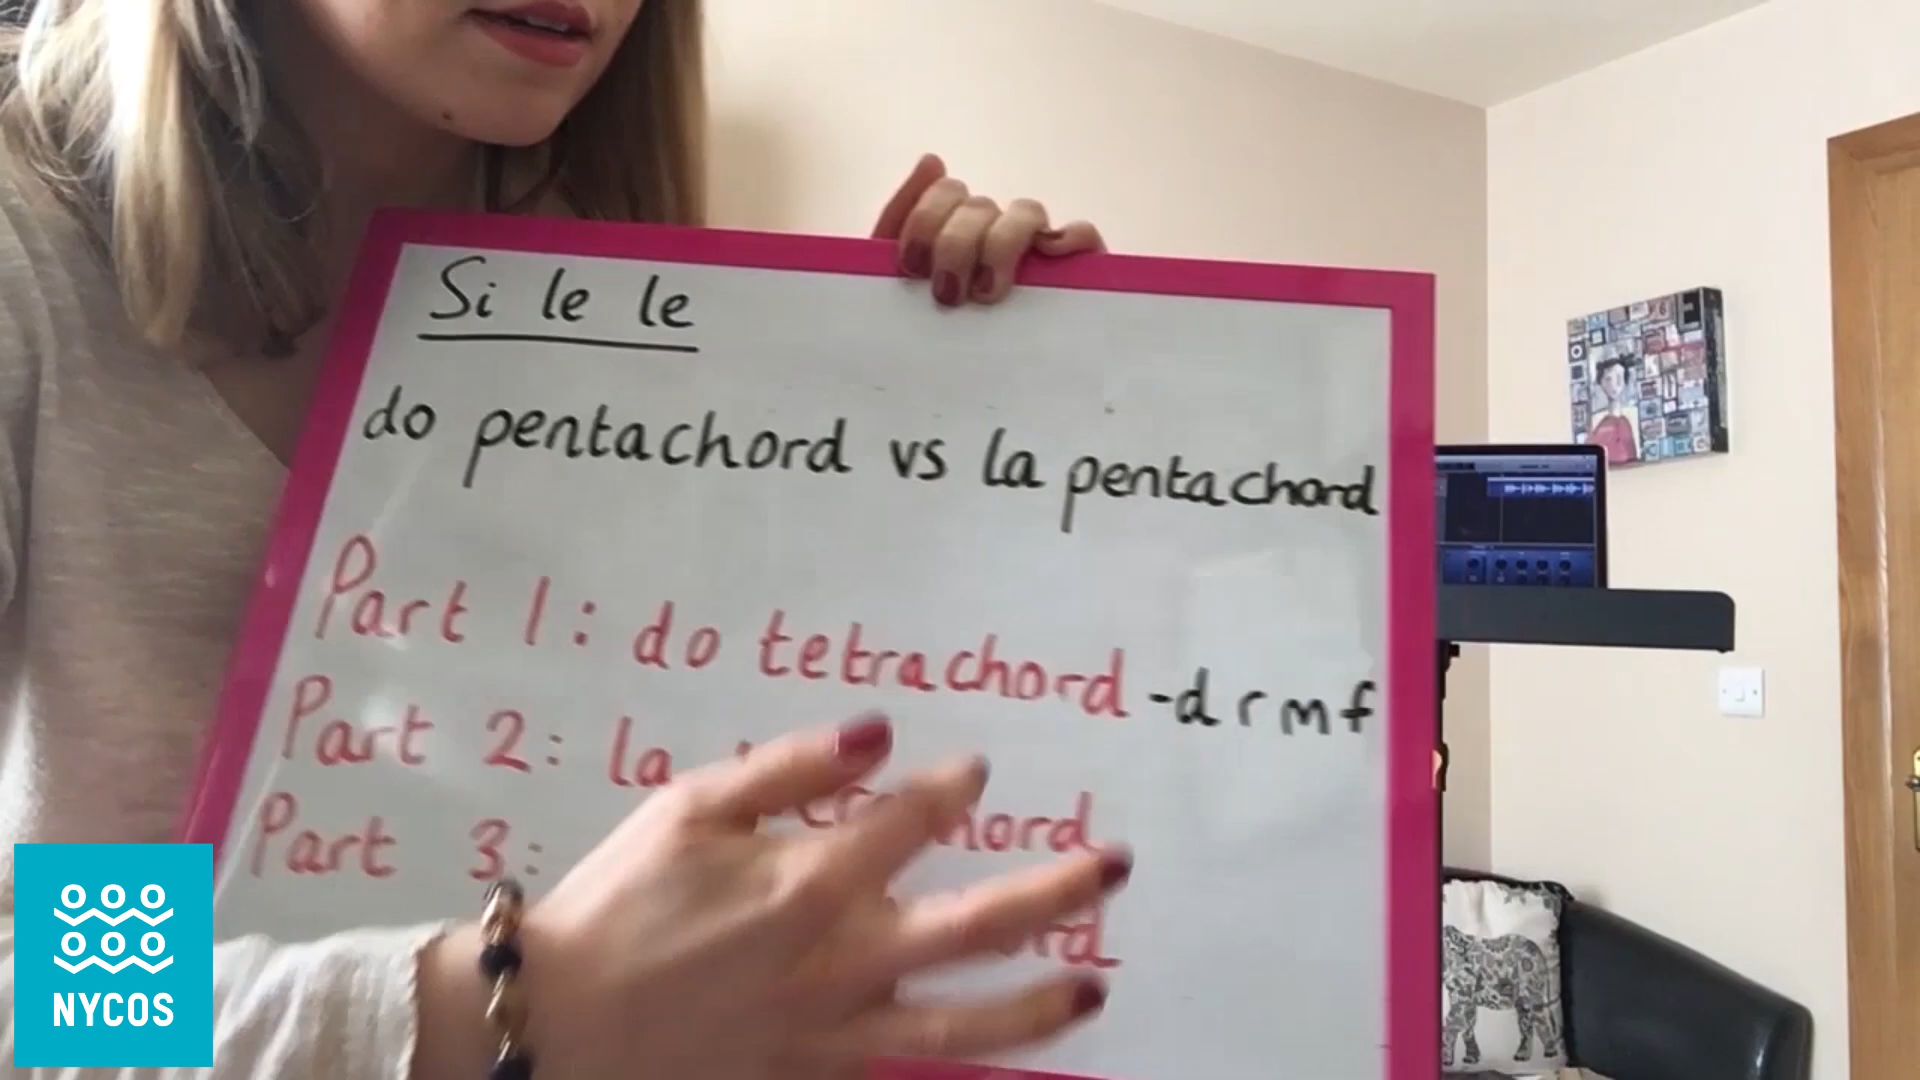 Si le le
do pentachord vs la pentachord
Part 1: do tetrachord - d r m f
Part 2: la
Part 3:
NYCOS